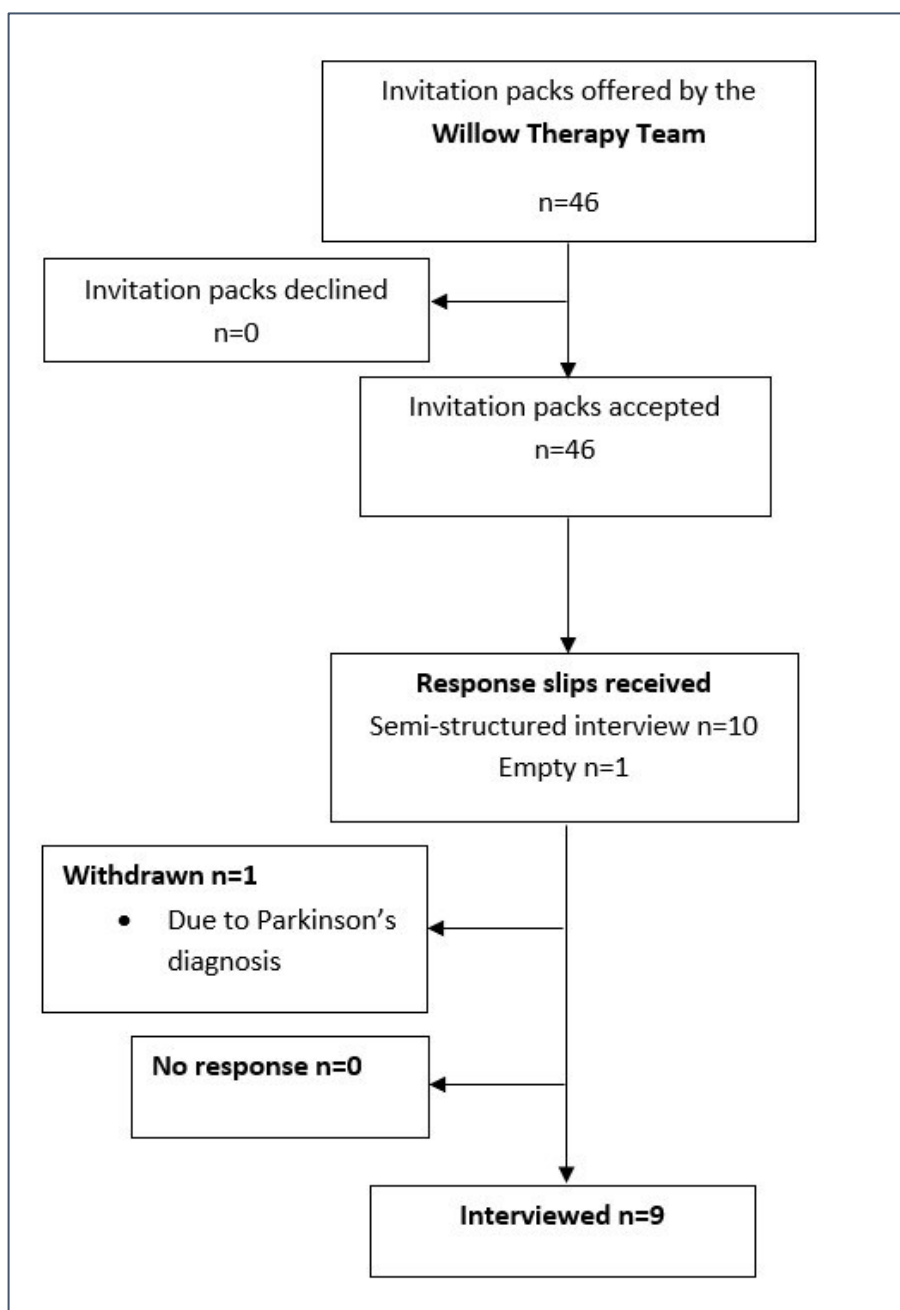 Invitation packs offered by the
Willow Therapy Team
n=46
Invitation packs declined
n=0
Invitation packs accepted
n=46
Response slips received
Semi-structured interview n=10
Empty n=1
Withdrawn n=1
• Due to Parkinson’s
diagnosis
No response n=0
Interviewed n=9